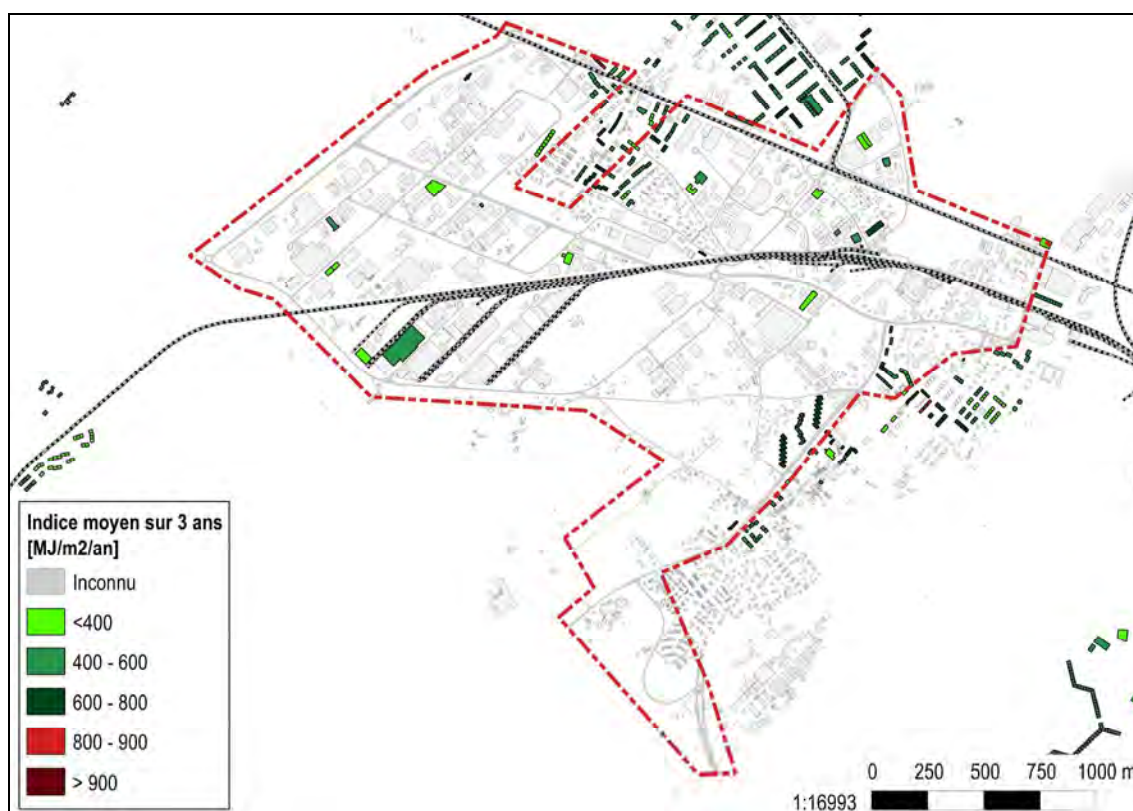 Indice moyen sur 3 ans
[MJ/m2/an]
Inconnu
<400
400 - 600
600 - 800
800 - 900
> 900
0 250 500 750 1000 m
1:16993